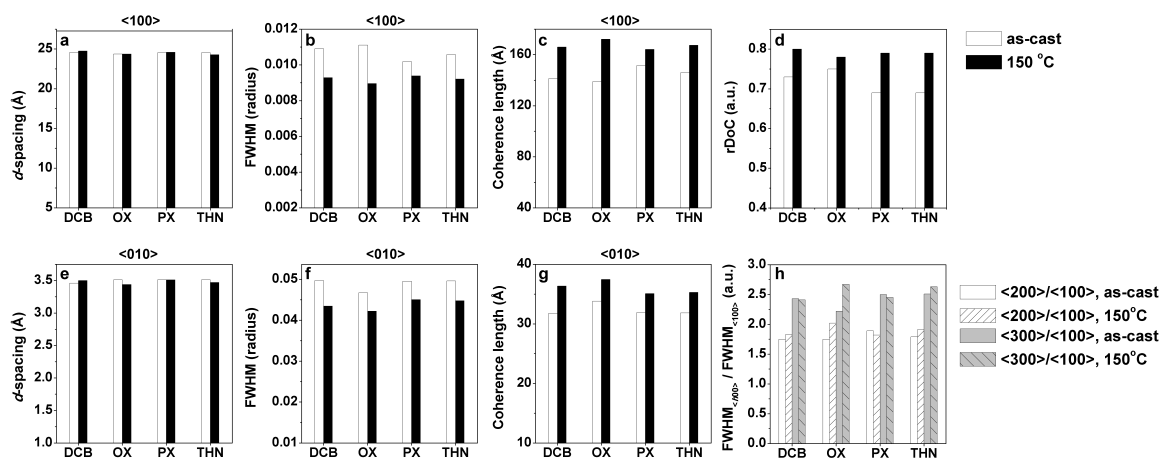 <100>
a
d-spacing (Å)
25
20
15
10
5
DCB OX PX THN
<100>
b
FWHM (radius)
0.012
0.010
0.008
0.006
0.004
0.002
DCB OX PX THN
<100>
c
Coherence length (Å)
160
120
80
40
DCB OX PX THN
d
rDoC (a.u.)
0.8
0.7
0.6
0.5
0.4
DCB OX PX THN
as-cast
150 °C
<010>
e
d-spacing (Å)
3.5
3.0
2.5
2.0
1.5
1.0
DCB OX PX THN
<010>
f
FWHM (radius)
0.05
0.04
0.03
0.02
0.01
DCB OX PX THN
<010>
g
Coherence length (Å)
40
30
20
10
DCB OX PX THN
h
FWHM<h00> / FWHM<100> (a.u.)
3.0
2.5
2.0
1.5
1.0
0.5
0.0
DCB OX PX THN
<200>/<100>, as-cast
<200>/<100>, 150°C
<300>/<100>, as-cast
<300>/<100>, 150°C